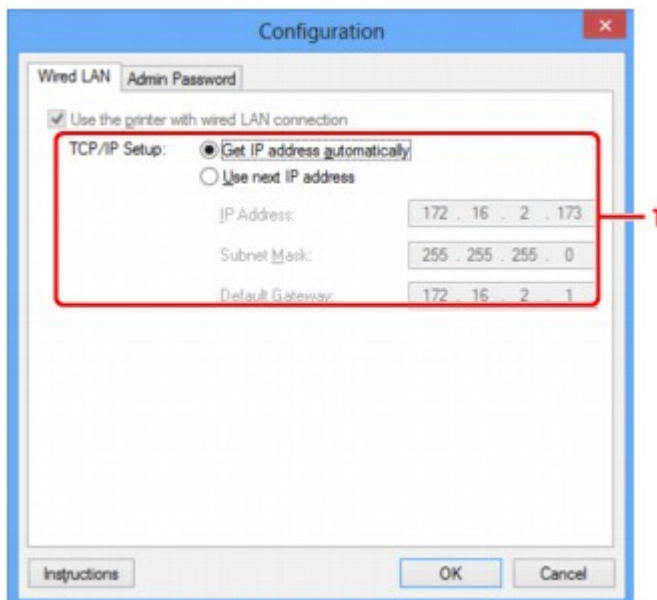 Configuration
Wired LAN Admin Password
Use the printer with wired LAN connection
TCP/IP Setup: Get IP address automatically
Use next IP address
IP Address: 172 . 16 . 2 . 173
1
Subnet Mask: 255 . 255 . 255 . 0
Default Gateway: 172 . 16 . 2 . 1
Instructions OK Cancel